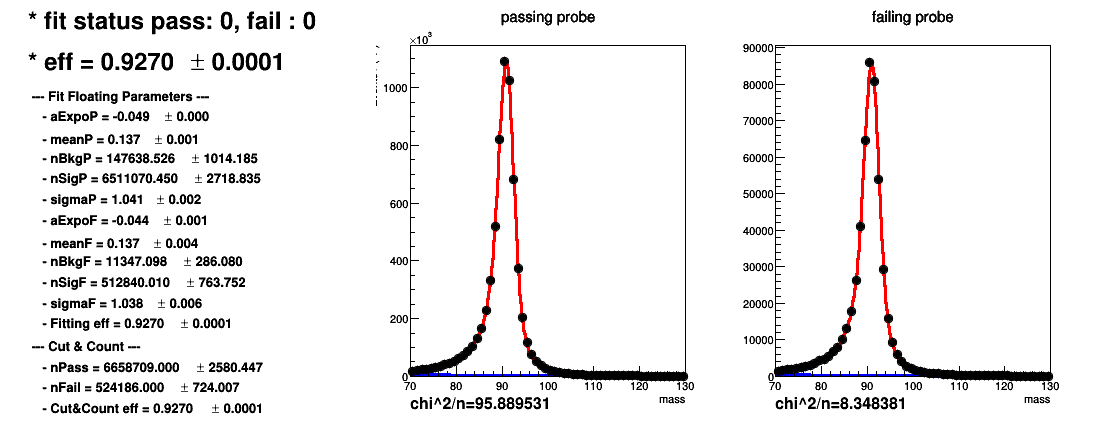 * fit status pass: 0, fail : 0
* eff = 0.9270 ± 0.0001
--- Fit Floating Parameters ---
- aExpoP = -0.049 ± 0.000
- meanP = 0.137 ± 0.001
- nBkgP = 147638.526 ± 1014.185
- nSigP = 6511070.450 ± 2718.835
- sigmaP = 1.041 ± 0.002
- aExpoF = -0.044 ± 0.001
- meanF = 0.137 ± 0.004
- nBkgF = 11347.098 ± 286.080
- nSigF = 512840.010 ± 763.752
- sigmaF = 1.038 ± 0.006
- Fitting eff = 0.9270 ± 0.0001
--- Cut & Count ---
- nPass = 6658709.000 ± 2580.447
- nFail = 524186.000 ± 724.007
- Cut&Count eff = 0.9270 ± 0.0001
passing probe
×10³
1000
800
600
400
200
0
70 80 90 100 110 120 130
mass
chi^2/n=95.889531
failing probe
90000
80000
70000
60000
50000
40000
30000
20000
10000
0
70 80 90 100 110 120 130
mass
chi^2/n=8.348381